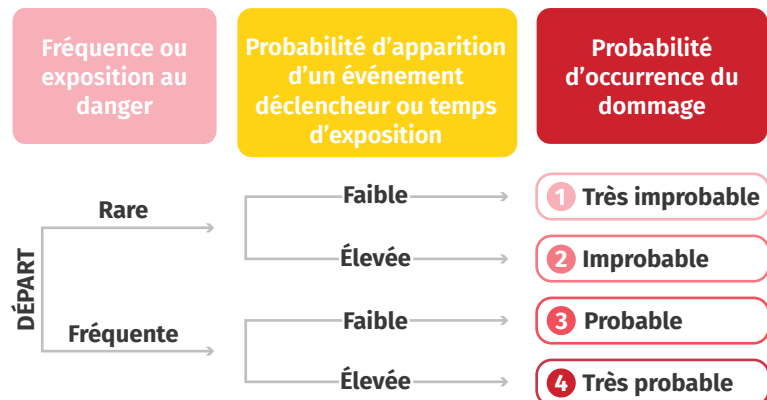 Fréquence ou
exposition au
danger
Probabilité d'apparition
d'un événement
déclencheur ou temps
d'exposition
Probabilité
d'occurrence du
dommage
DÉPART
Rare
Faible
1 Très improbable
Élevée
2 Improbable
Fréquente
Faible
3 Probable
Élevée
4 Très probable